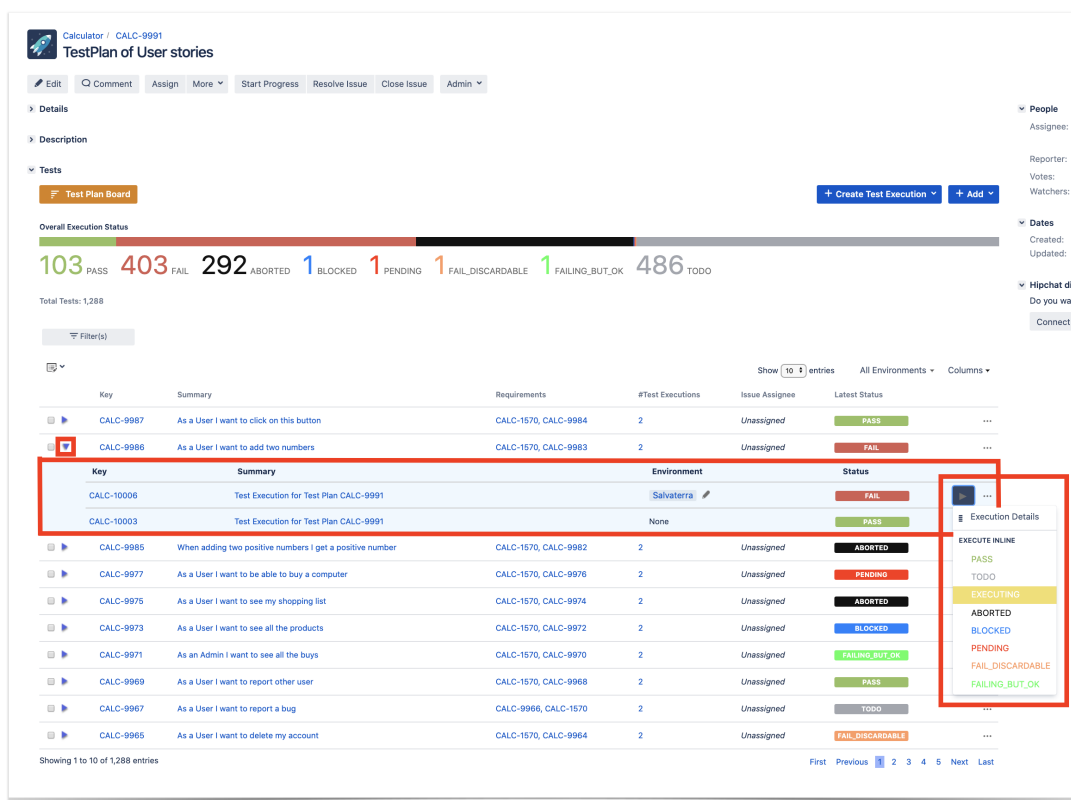 Calculator / CALC-9991
TestPlan of User stories
Edit Comment Assign More Start Progress Resolve Issue Close Issue Admin
Details
Description
Tests
Test Plan Board + Create Test Execution + Add
Overall Execution Status
103 PASS 403 FAIL 292 ABORTED 1 BLOCKED 1 PENDING 1 FAIL_DISCARDABLE 1 FAILING_BUT_OK 486 TODO
Total Tests: 1,288
Filter(s)
Show 10 entries All Environments Columns
Key Summary Requirements #Test Executions Issue Assignee Latest Status
CALC-9987 As a User I want to click on this button CALC-1570, CALC-9984 2 Unassigned PASS ...
CALC-9986 As a User I want to add two numbers CALC-1570, CALC-9983 2 Unassigned FAIL ...
Key Summary Environment Status
CALC-10006 Test Execution for Test Plan CALC-9991 Salvaterra FAIL ...
CALC-10003 Test Execution for Test Plan CALC-9991 None PASS
CALC-9985 When adding two positive numbers I get a positive number CALC-1570, CALC-9982 2 Unassigned ABORTED
CALC-9977 As a User I want to be able to buy a computer CALC-1570, CALC-9976 2 Unassigned PENDING
CALC-9975 As a User I want to see my shopping list CALC-1570, CALC-9974 2 Unassigned ABORTED
CALC-9973 As a User I want to see all the products CALC-1570, CALC-9972 2 Unassigned BLOCKED
CALC-9971 As an Admin I want to see all the buys CALC-1570, CALC-9970 2 Unassigned FAILING_BUT_OK
CALC-9969 As a User I want to report other user CALC-1570, CALC-9968 2 Unassigned PASS
CALC-9967 As a User I want to report a bug CALC-9966, CALC-1570 2 Unassigned TODO ...
CALC-9965 As a User I want to delete my account CALC-1570, CALC-9964 2 Unassigned FAIL_DISCARDABLE ...
Showing 1 to 10 of 1,288 entries First Previous 1 2 3 4 5 Next Last
Execution Details
EXECUTE INLINE
PASS
TODO
EXECUTING
ABORTED
BLOCKED
PENDING
FAIL_DISCARDABLE
FAILING_BUT_OK
People
Assignee:
Reporter:
Votes:
Watchers:
Dates
Created:
Updated:
Hipchat di
Do you wa
Connect